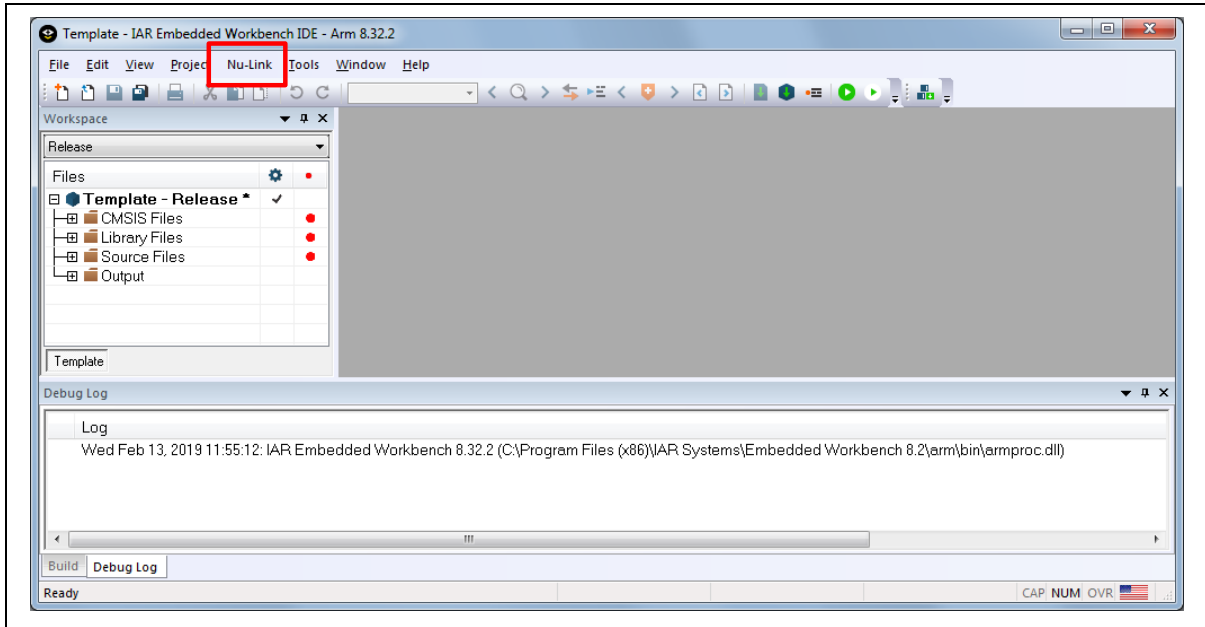 Template - IAR Embedded Workbench IDE - Arm 8.32.2
File Edit View Projec Nu-Link Tools Window Help
Workspace
Release
Files
Template - Release *
CMSIS Files
Library Files
Source Files
Output
Template
Debug Log
Log
Wed Feb 13, 2019 11:55:12: IAR Embedded Workbench 8.32.2 (C:\Program Files (x86)\IAR Systems\Embedded Workbench 8.2\arm\bin\armproc.dll)
Build Debug Log
Ready CAP NUM OVR